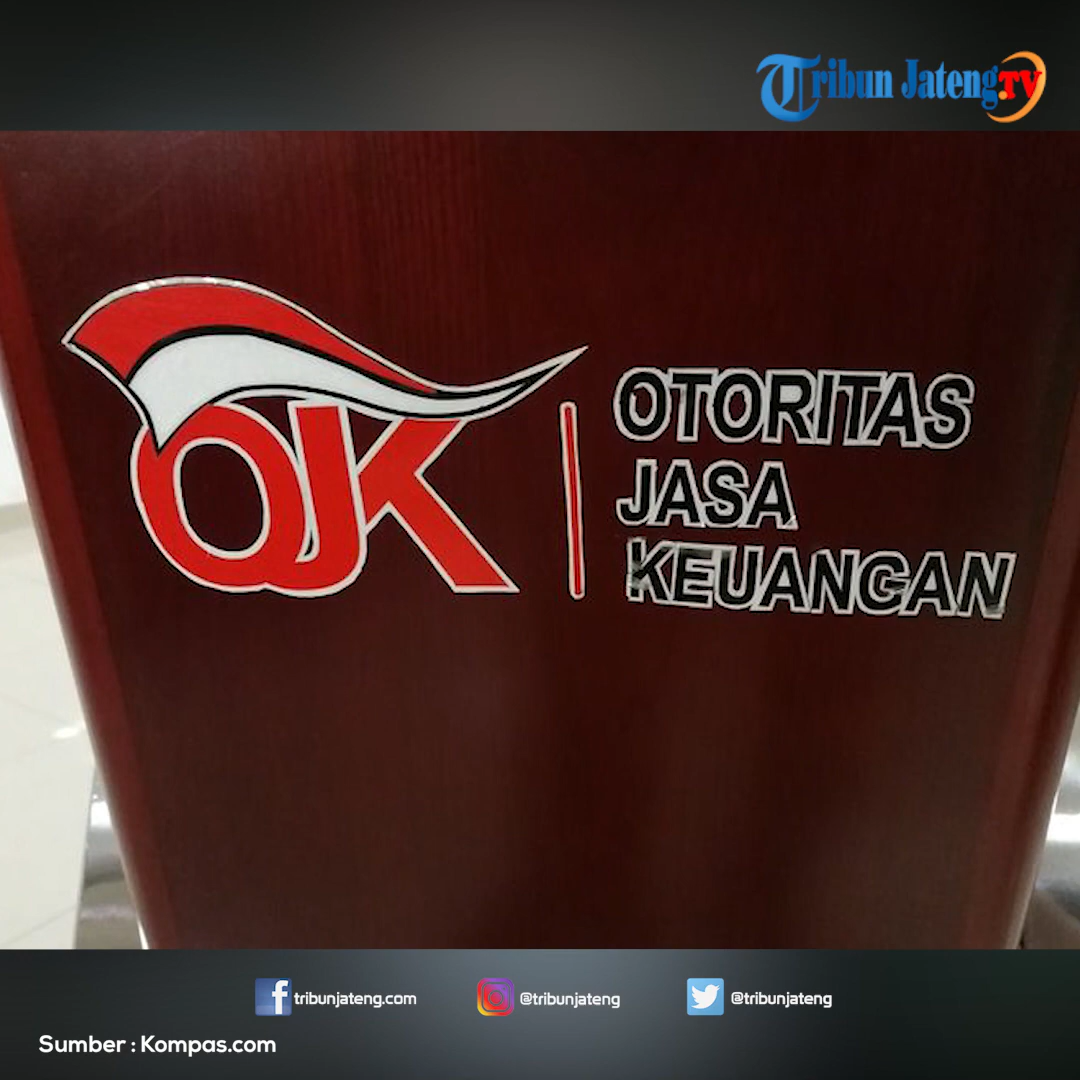 Tribun Jateng.TV
OJK
OTORITAS
JASA
KEUANGAN
tribunjateng.com
@tribunjateng
@tribunjateng
Sumber : Kompas.com